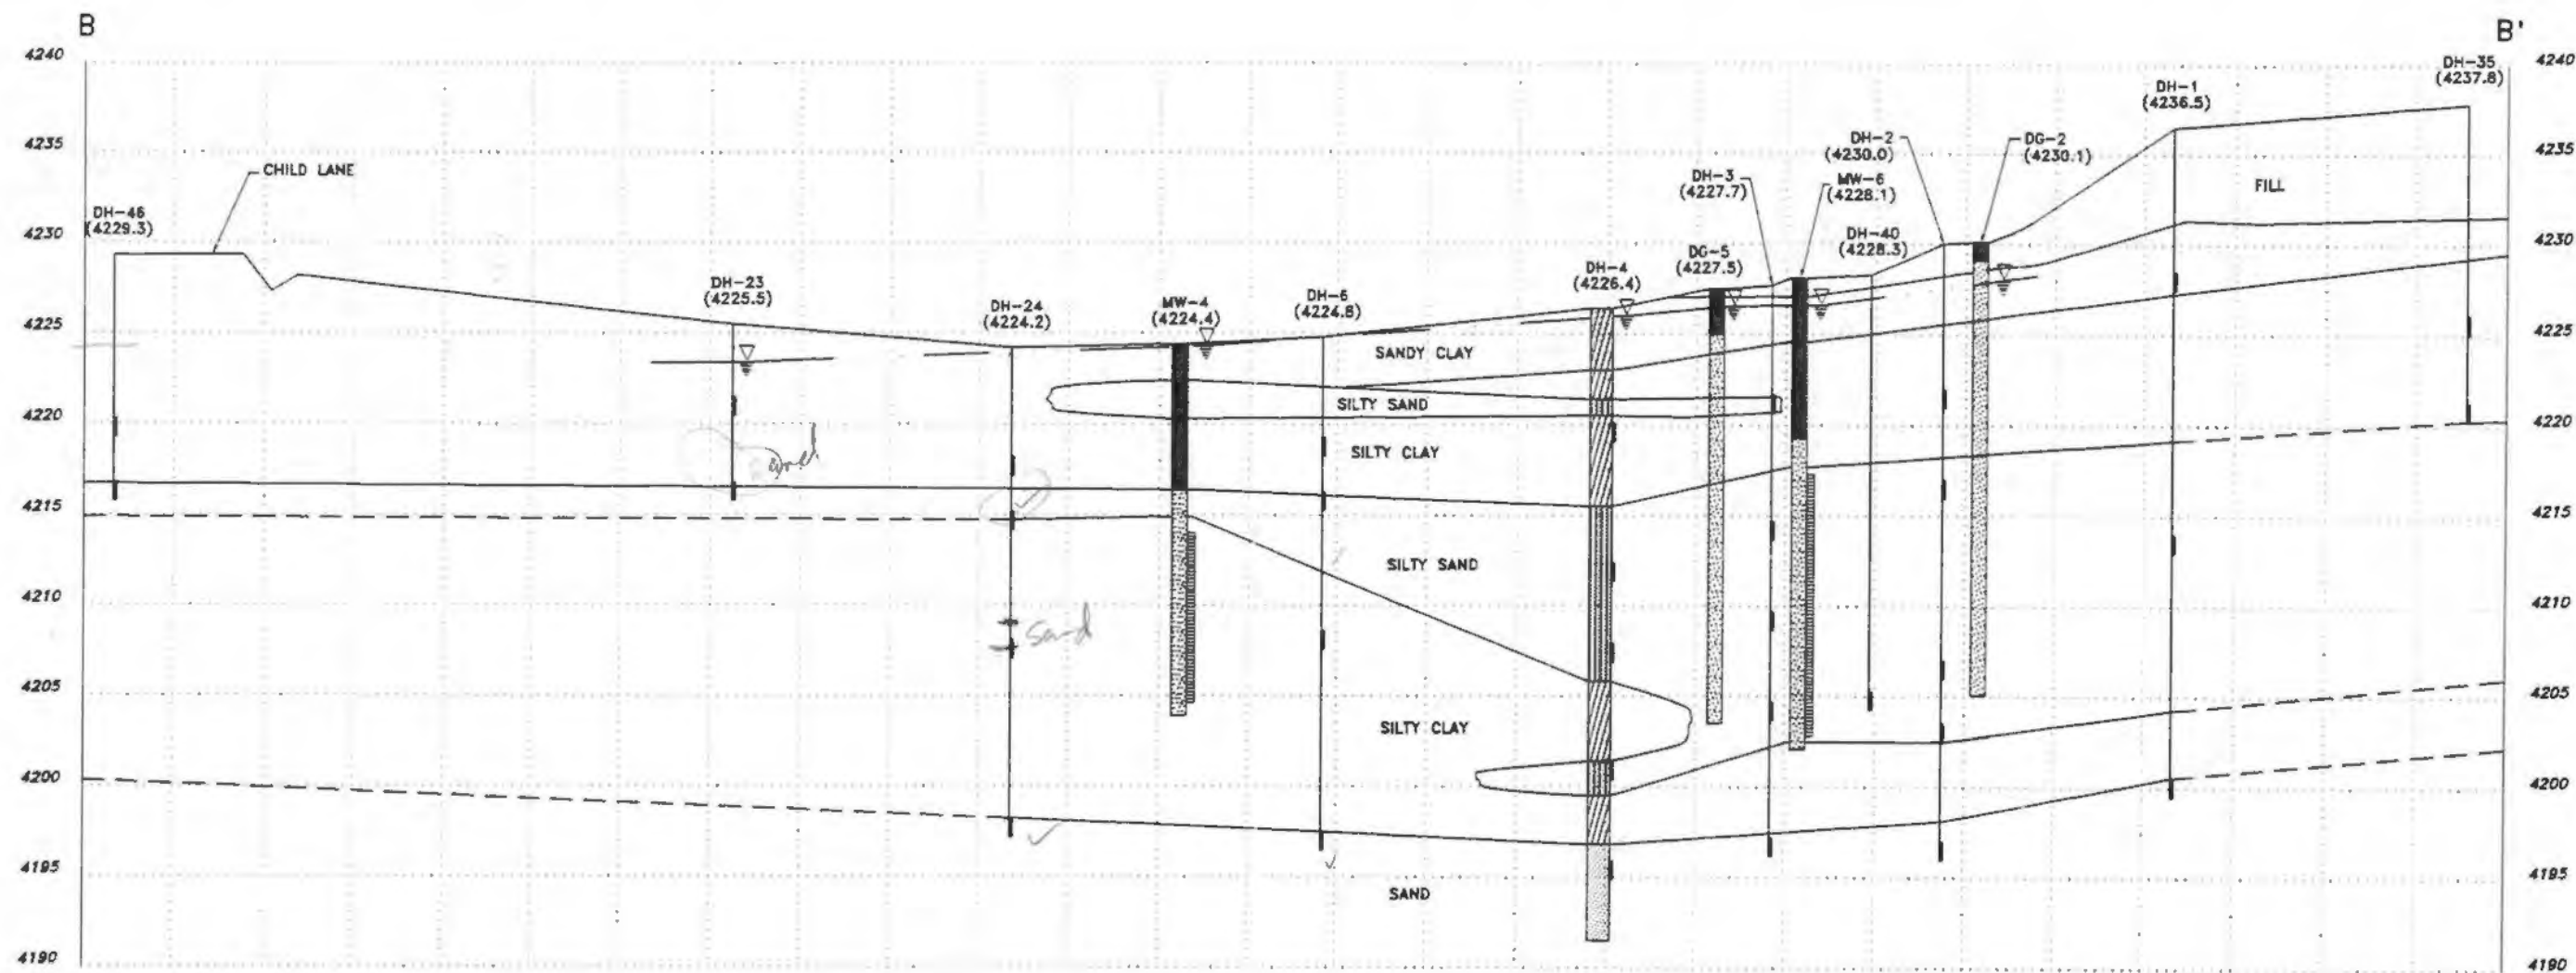 B
B'
4240
4235
4230
4225
4220
4215
4210
4205
4200
4195
4190
4240
4235
4230
4225
4220
4215
4210
4205
4200
4195
4190
DH-46
(4229.3)
CHILD LANE
DH-23
(4225.5)
DH-24
(4224.2)
MW-4
(4224.4)
DH-6
(4224.8)
DH-4
(4226.4)
DG-5
(4227.5)
DH-3
(4227.7)
MW-6
(4228.1)
DH-40
(4228.3)
DH-2
(4230.0)
DG-2
(4230.1)
DH-1
(4236.5)
DH-35
(4237.8)
FILL
SANDY CLAY
SILTY SAND
SILTY CLAY
SILTY SAND
SILTY CLAY
SAND
Sand